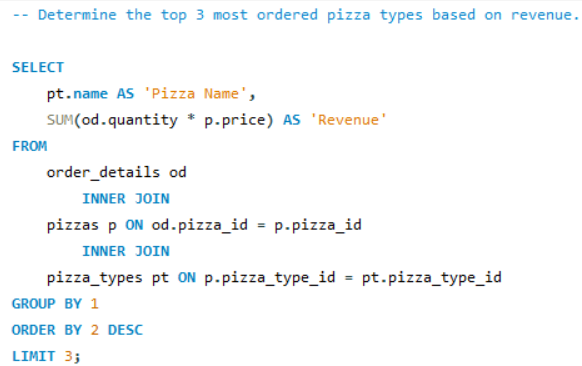 -- Determine the top 3 most ordered pizza types based on revenue.
SELECT
pt.name AS 'Pizza Name',
SUM(od.quantity * p.price) AS 'Revenue'
FROM
order_details od
INNER JOIN
pizzas p ON od.pizza_id = p.pizza_id
INNER JOIN
pizza_types pt ON p.pizza_type_id = pt.pizza_type_id
GROUP BY 1
ORDER BY 2 DESC
LIMIT 3;